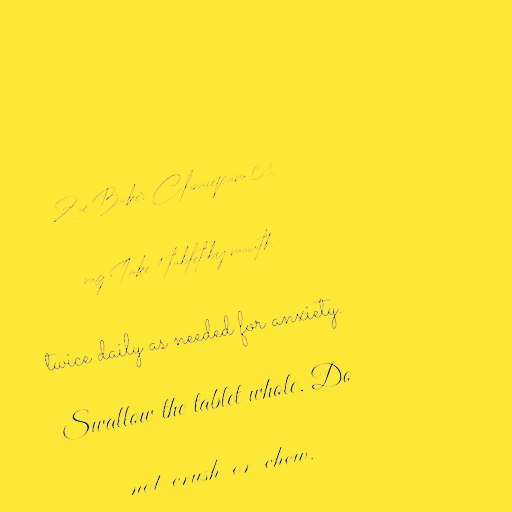 Zoe Baker Clonazepam 0.5
mg Take 1 tablet by mouth
twice daily as needed for anxiety.
Swallow the tablet whole. Do
not crush or chew.